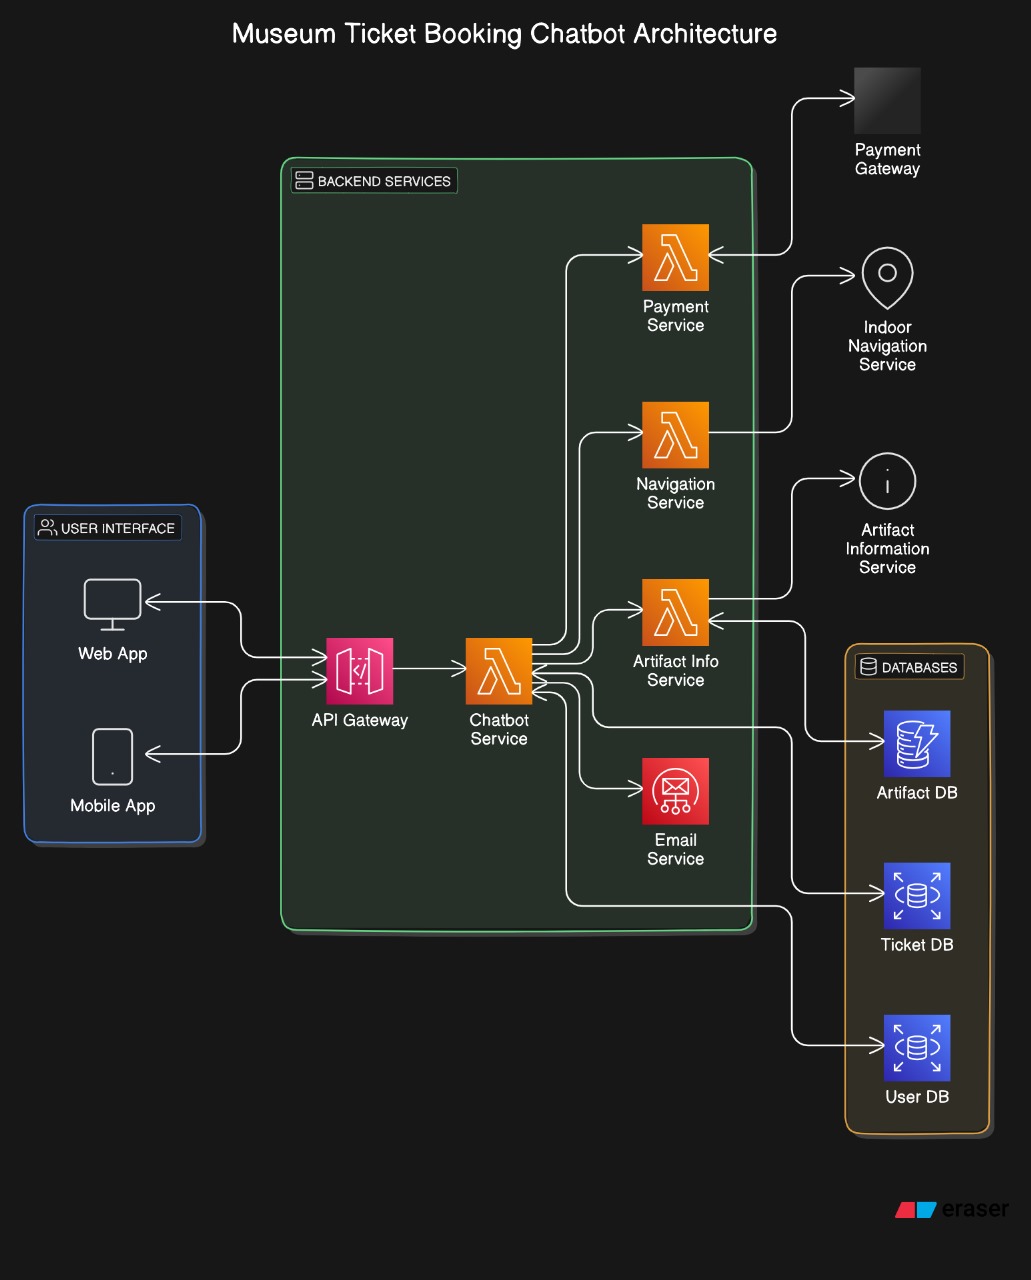 Museum Ticket Booking Chatbot Architecture
Payment
Gateway
BACKEND SERVICES
Payment
Service
Indoor
Navigation
Service
Navigation
Service
Artifact
Information
Service
USER INTERFACE
Web App
Mobile App
API Gateway
Chatbot
Service
Artifact Info
Service
Email
Service
DATABASES
Artifact DB
Ticket DB
User DB
eraser